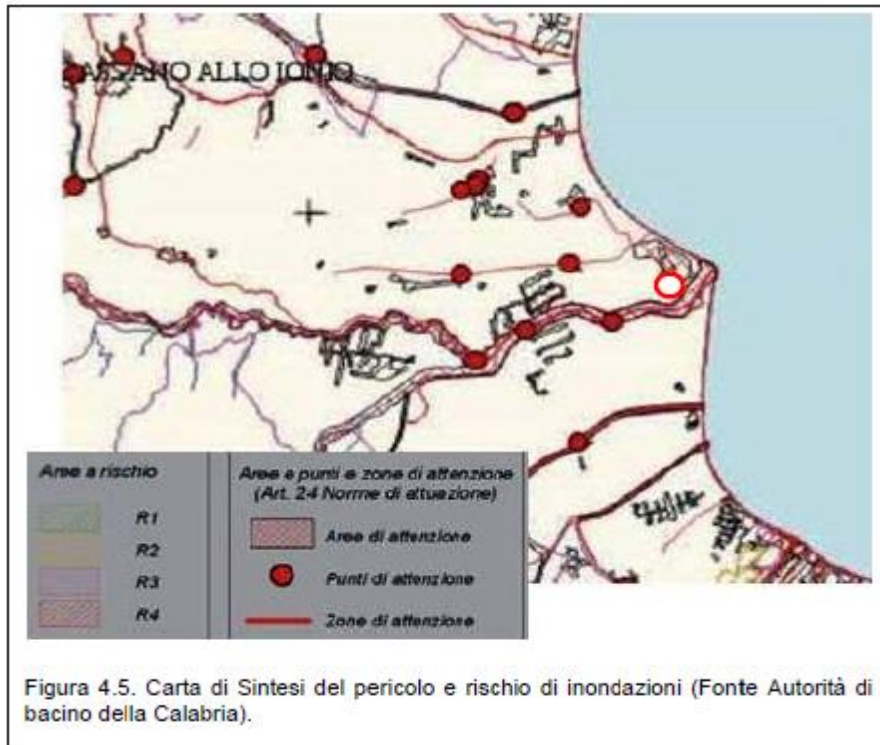 ASSANO ALLO IONIO
Aree a rischio
R1
R2
R3
R4
Aree e punti e zone di attenzione
(Art. 24 Norme di attuazione)
Aree di attenzione
Punti di attenzione
Zone di attenzione
Figura 4.5. Carta di Sintesi del pericolo e rischio di inondazioni (Fonte Autorità di
bacino della Calabria).